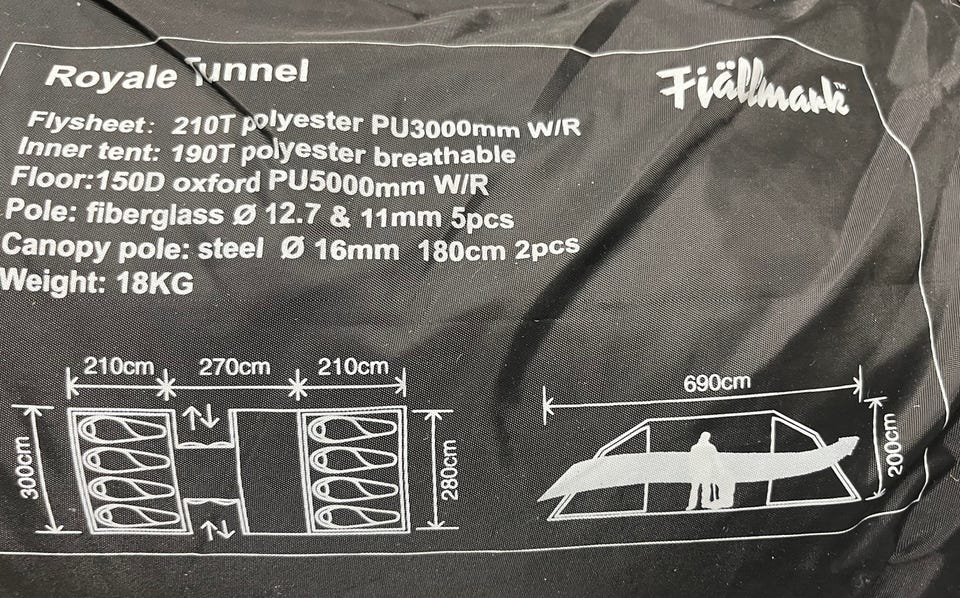 Royale Tunnel
Fjällmark™
Flysheet: 210T polyester PU3000mm W/R
Inner tent: 190T polyester breathable
Floor:150D oxford PU5000mm W/R
Pole: fiberglass Ø 12.7 & 11mm 5pcs
Canopy pole: steel Ø 16mm 180cm 2pcs
Weight: 18KG
210cm 270cm 210cm
300cm
280cm
690cm
200cm